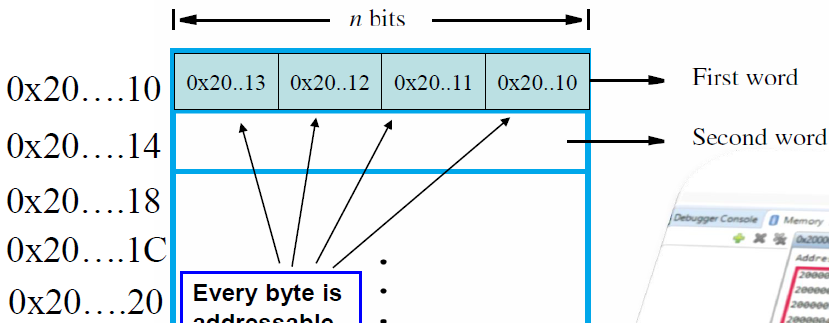 n bits
0x20….10
0x20..13 0x20..12 0x20..11 0x20..10
First word
0x20….14
Second word
0x20….18
0x20….1C
0x20….20
Every byte is
addressable
Debugger Console
Memory